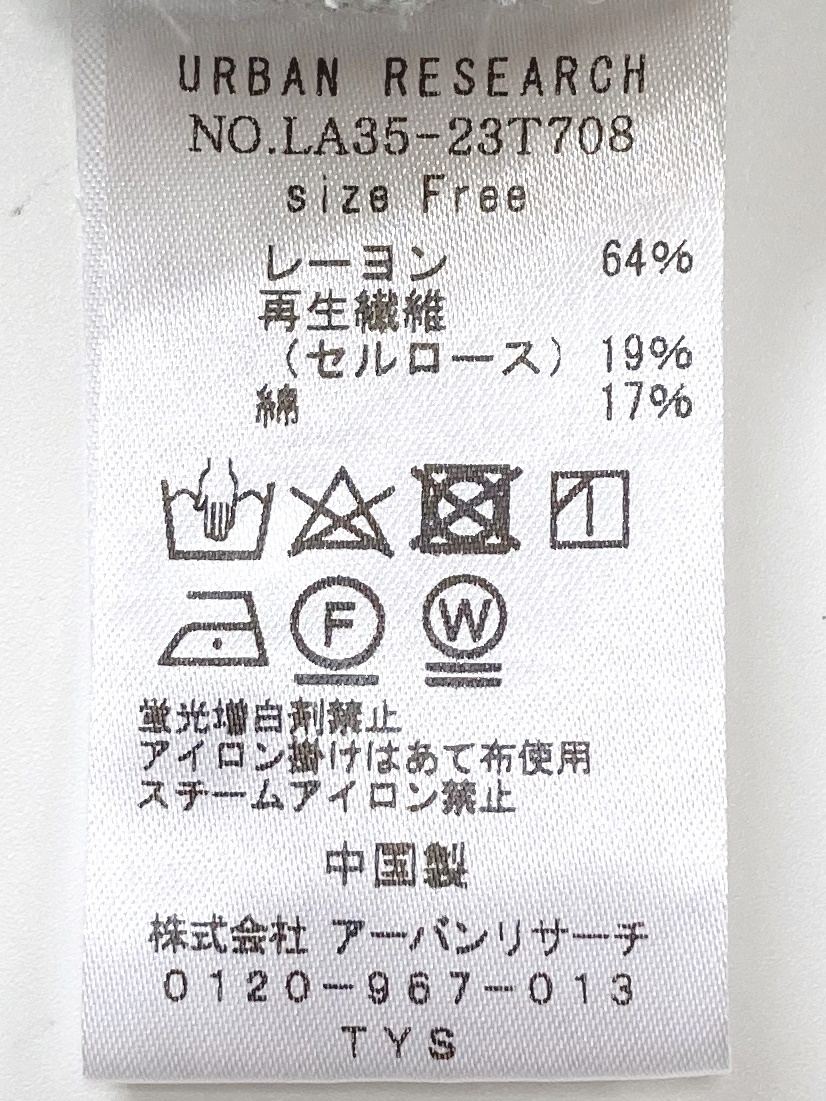 URBAN RESEARCH
NO.LA35-23T708
size Free
レーヨン 64%
再生繊維
（セルロース） 19%
綿 17%
F W
蛍光増白剤禁止
アイロン掛けはあて布使用
スチームアイロン禁止
中国製
株式会社 アーバンリサーチ
0120-967-013
TYS